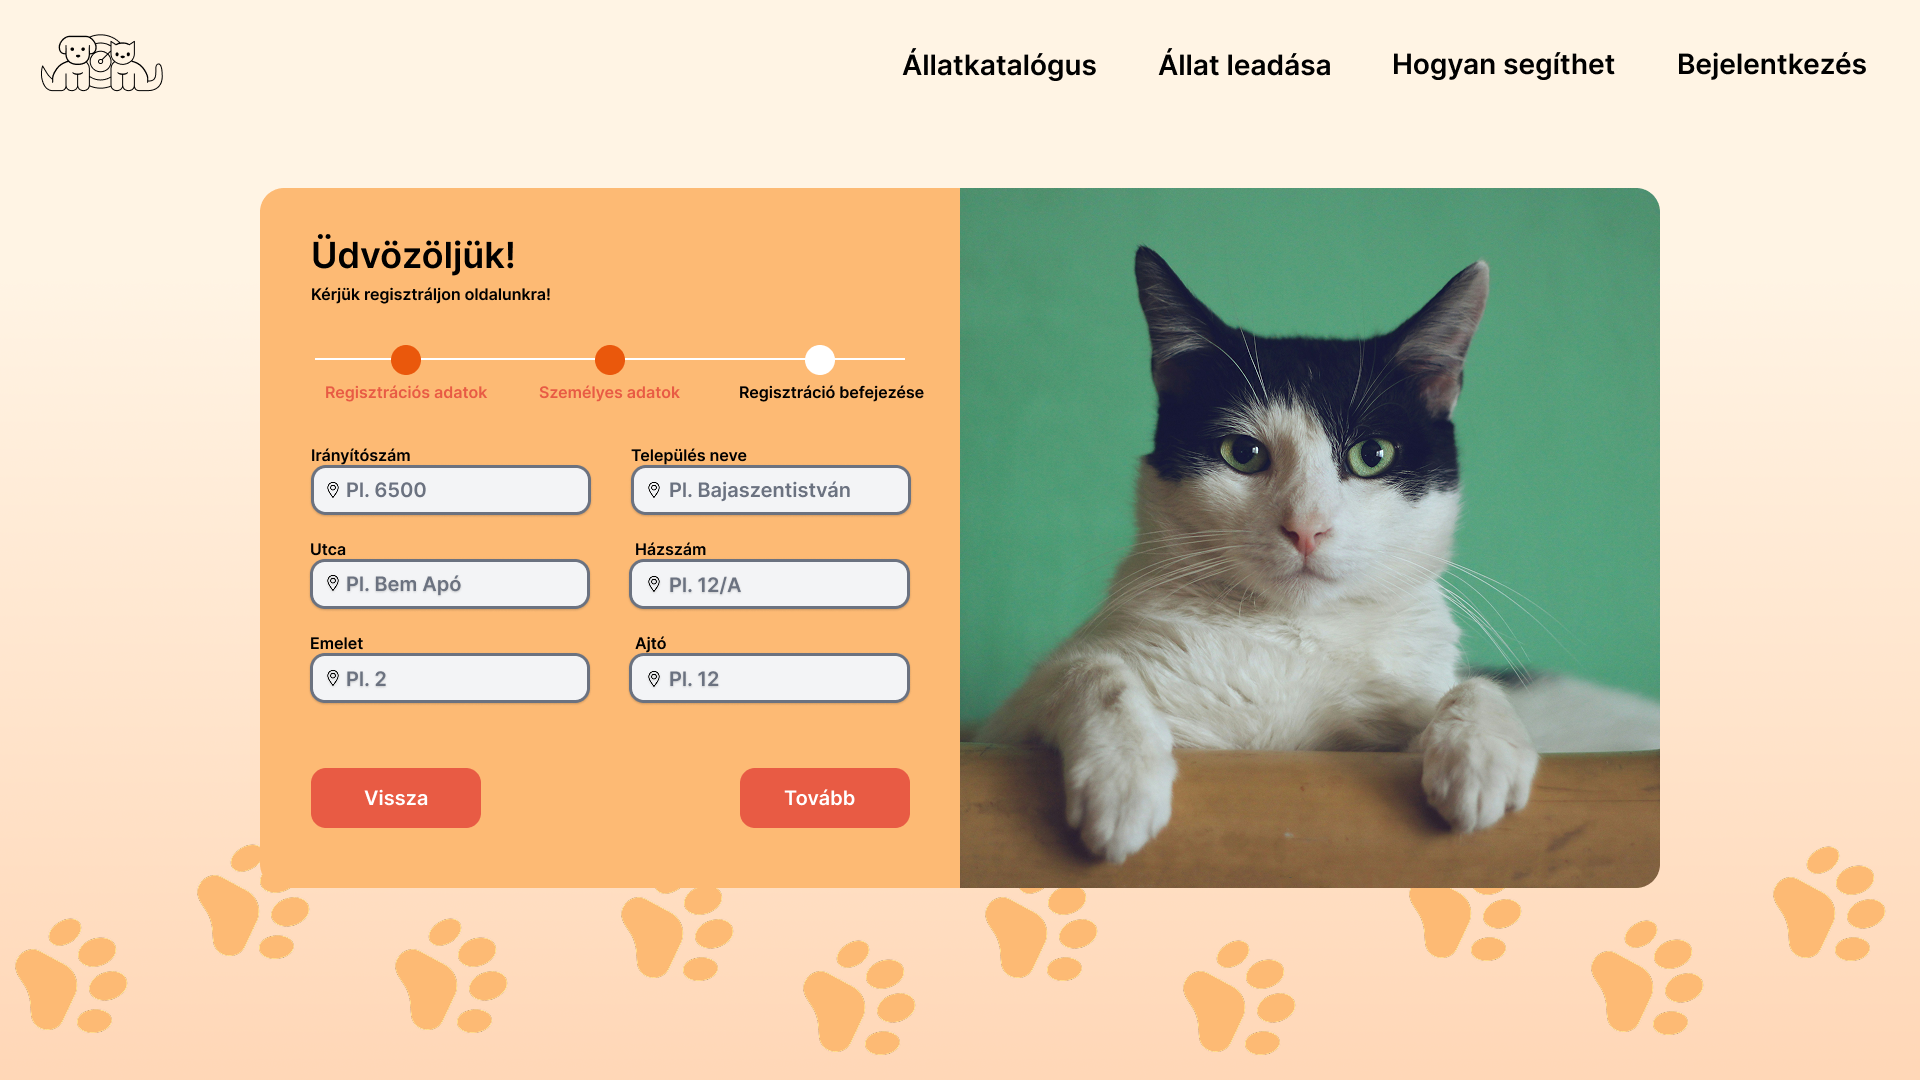 Állatkatalógus
Állat leadása
Hogyan segíthet
Bejelentkezés
Üdvözöljük!
Kérjük regisztráljon oldalunkra!
Regisztrációs adatok
Személyes adatok
Regisztráció befejezése
Irányítószám
Település neve
Pl. 6500
Pl. Bajaszentistván
Utca
Házszám
Pl. Bem Apó
Pl. 12/A
Emelet
Ajtó
Pl. 2
Pl. 12
Vissza
Tovább